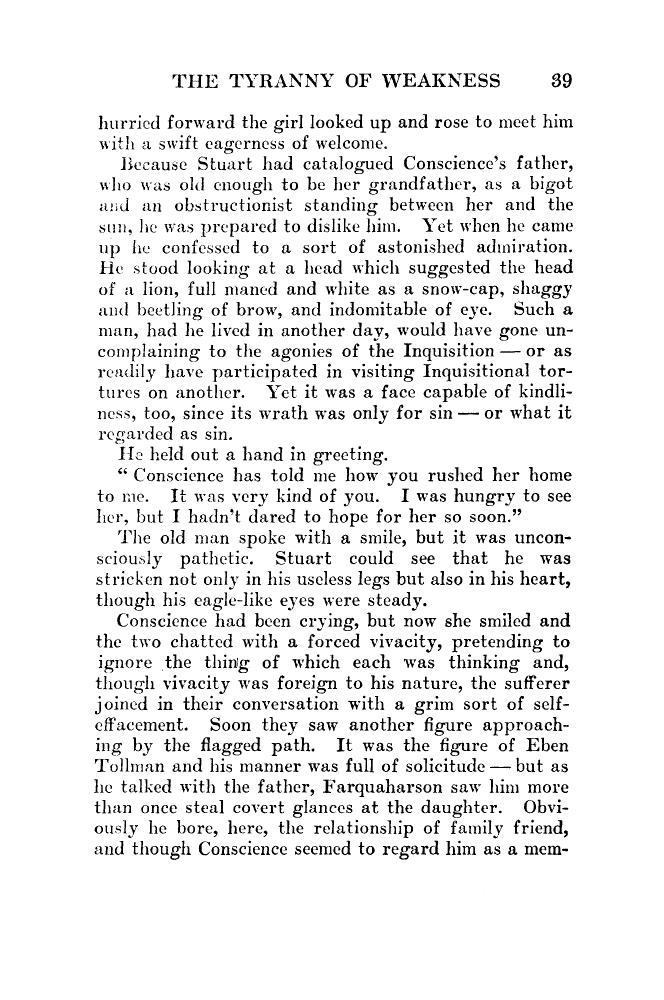 THE TYRANNY OF WEAKNESS 39
hurried forward the girl looked up and rose to meet him
with a swift eagerness of welcome.
Because Stuart had catalogued Conscience's father,
who was old enough to be her grandfather, as a bigot
and an obstructionist standing between her and the
sun, he was prepared to dislike him. Yet when he came
up he confessed to a sort of astonished admiration.
He stood looking at a head which suggested the head
of a lion, full maned and white as a snow-cap, shaggy
and beetling of brow, and indomitable of eye. Such a
man, had he lived in another day, would have gone un-
complaining to the agonies of the Inquisition — or as
readily have participated in visiting Inquisitional tor-
tures on another. Yet it was a face capable of kindli-
ness, too, since its wrath was only for sin — or what it
regarded as sin.
He held out a hand in greeting.
“ Conscience has told me how you rushed her home
to me. It was very kind of you. I was hungry to see
her, but I hadn't dared to hope for her so soon.”
The old man spoke with a smile, but it was uncon-
sciously pathetic. Stuart could see that he was
stricken not only in his useless legs but also in his heart,
though his eagle-like eyes were steady.
Conscience had been crying, but now she smiled and
the two chatted with a forced vivacity, pretending to
ignore the thing of which each was thinking and,
though vivacity was foreign to his nature, the sufferer
joined in their conversation with a grim sort of self-
effacement. Soon they saw another figure approach-
ing by the flagged path. It was the figure of Eben
Tollman and his manner was full of solicitude — but as
he talked with the father, Farquaharson saw him more
than once steal covert glances at the daughter. Obvi-
ously he bore, here, the relationship of family friend,
and though Conscience seemed to regard him as a mem-